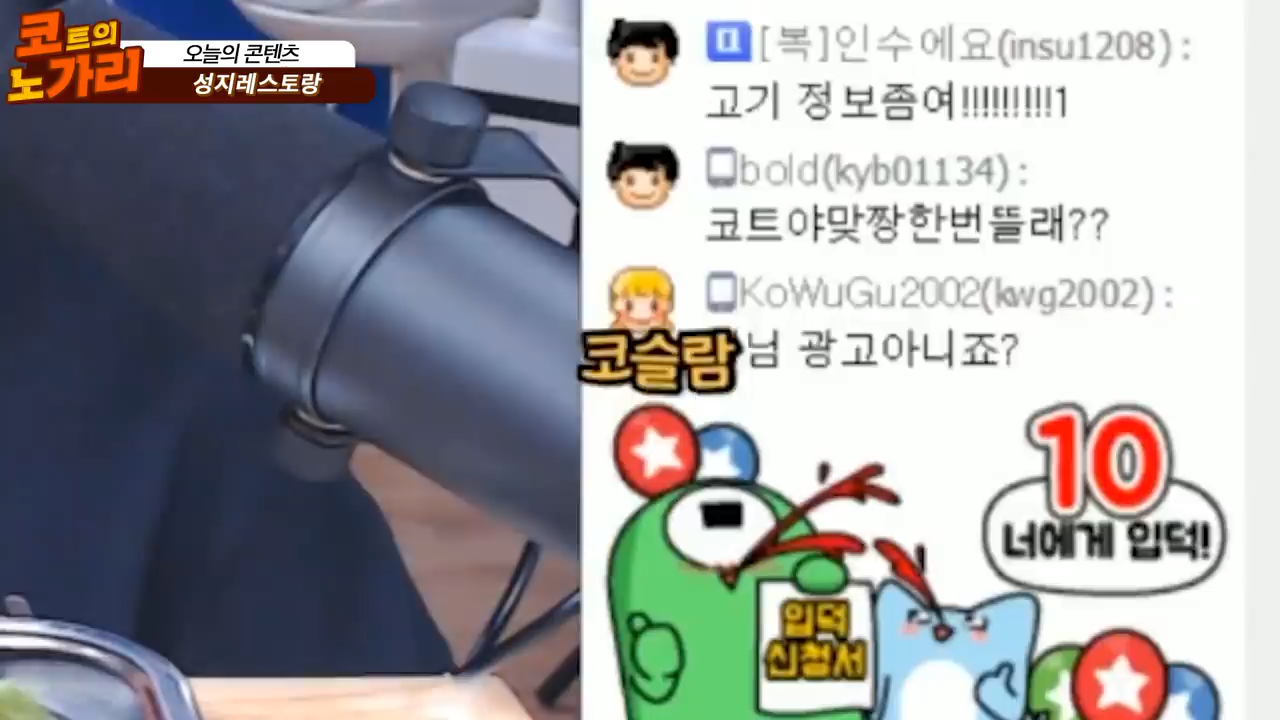 코트의
노가리
오늘의 콘텐츠
성지레스토랑
[복]인수에요(insu1208) :
고기 정보좀여!!!!!!!!!!1
bold(kyb01134) :
코트야맞짱한번뜰래??
KoWuGu2002(kwg2002) :
님 광고아니죠?
코슬람
10
너에게 입덕!
입덕
신청서